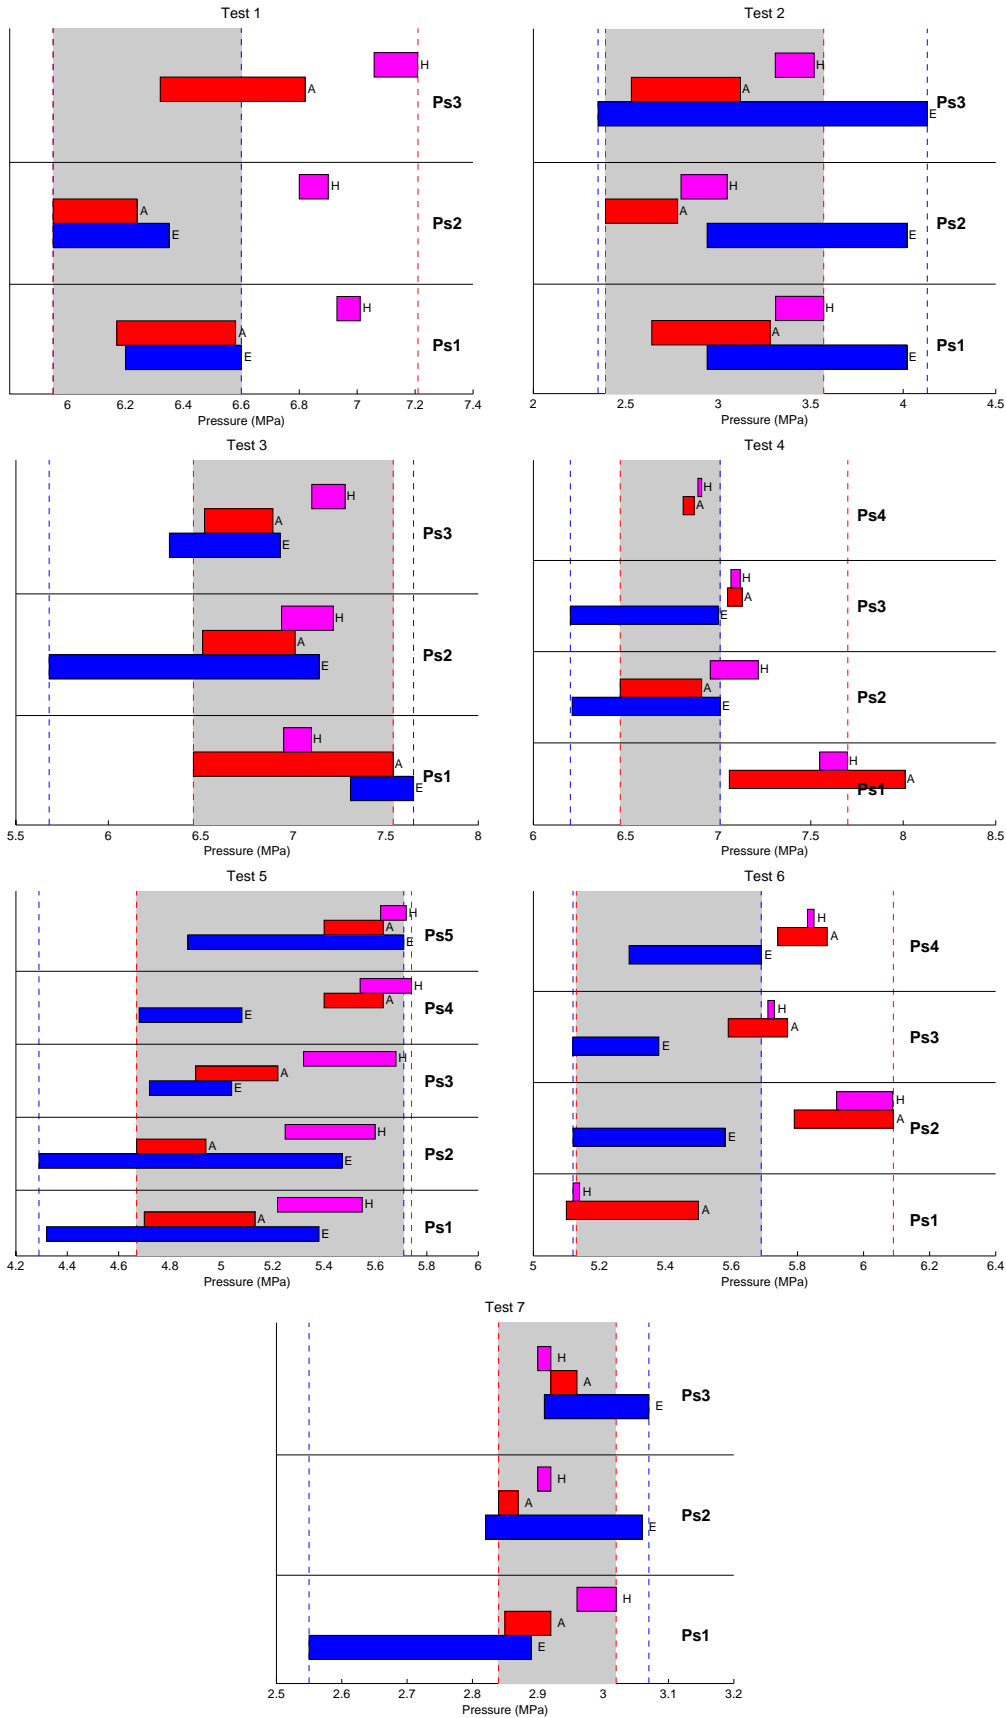 Test 1
H
A
Ps3
H
A
Ps2
E
H
A
Ps1
E
6 6.2 6.4 6.6 6.8 7 7.2 7.4
Pressure (MPa)
Test 2
H
A
Ps3
E
H
A
Ps2
E
H
A
Ps1
E
2 2.5 3 3.5 4 4.5
Pressure (MPa)
Test 3
H
A
Ps3
E
H
A
Ps2
E
H
A
Ps1
E
5.5 6 6.5 7 7.5 8
Pressure (MPa)
Test 4
H
A
Ps4
H
A
Ps3
E
H
A
Ps2
E
H
A
Ps1
6 6.5 7 7.5 8 8.5
Pressure (MPa)
Test 5
H
A
Ps5
E
H
A
Ps4
E
H
A
Ps3
E
H
A
Ps2
E
H
A
Ps1
E
4.2 4.4 4.6 4.8 5 5.2 5.4 5.6 5.8 6
Pressure (MPa)
Test 6
H
A
Ps4
E
H
A
Ps3
E
H
A
Ps2
E
H
A
Ps1
5 5.2 5.4 5.6 5.8 6 6.2 6.4
Pressure (MPa)
Test 7
H
A
Ps3
E
H
A
Ps2
E
H
A
Ps1
E
2.5 2.6 2.7 2.8 2.9 3 3.1 3.2
Pressure (MPa)